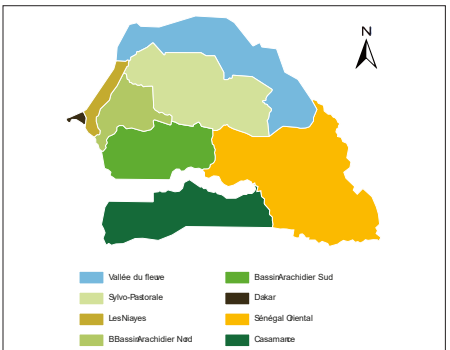 N
Vallée du fleuve
Sylvo-Pastorale
Les Niayes
BBassin Arachidier Nord
Bassin Arachidier Sud
Dakar
Sénégal Oriental
Casamance